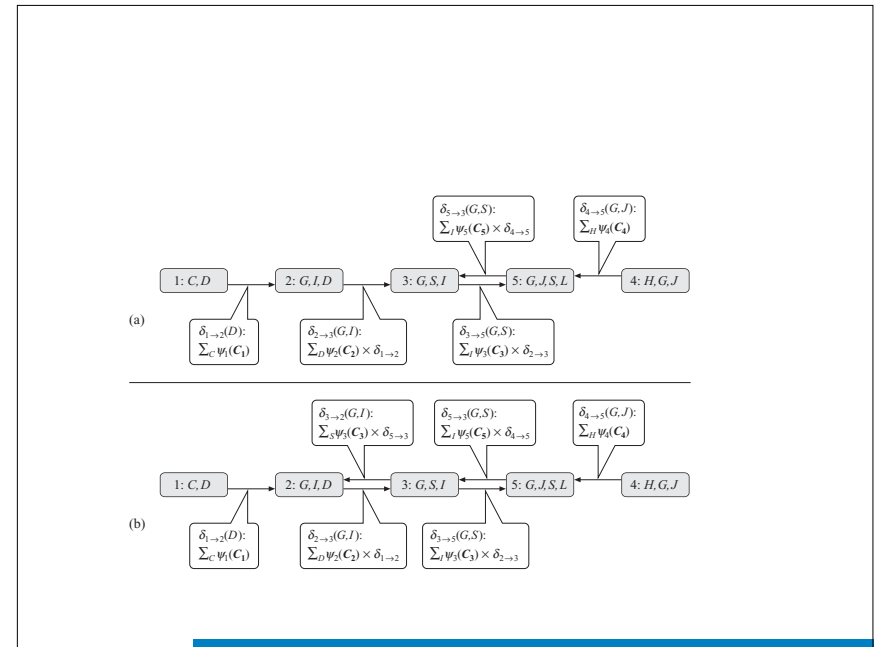 δ5→3(G,S):
∑I ψ5(C5) × δ4→5
δ4→5(G,J):
∑H ψ4(C4)
1: C,D
2: G,I,D
3: G,S,I
5: G,J,S,L
4: H,G,J
(a)
δ1→2(D):
∑C ψ1(C1)
δ2→3(G,I):
∑D ψ2(C2) × δ1→2
δ3→5(G,S):
∑I ψ3(C3) × δ2→3
δ3→2(G,I):
∑S ψ3(C3) × δ5→3
δ5→3(G,S):
∑I ψ5(C5) × δ4→5
δ4→5(G,J):
∑H ψ4(C4)
1: C,D
2: G,I,D
3: G,S,I
5: G,J,S,L
4: H,G,J
(b)
δ1→2(D):
∑C ψ1(C1)
δ2→3(G,I):
∑D ψ2(C2) × δ1→2
δ3→5(G,S):
∑I ψ3(C3) × δ2→3